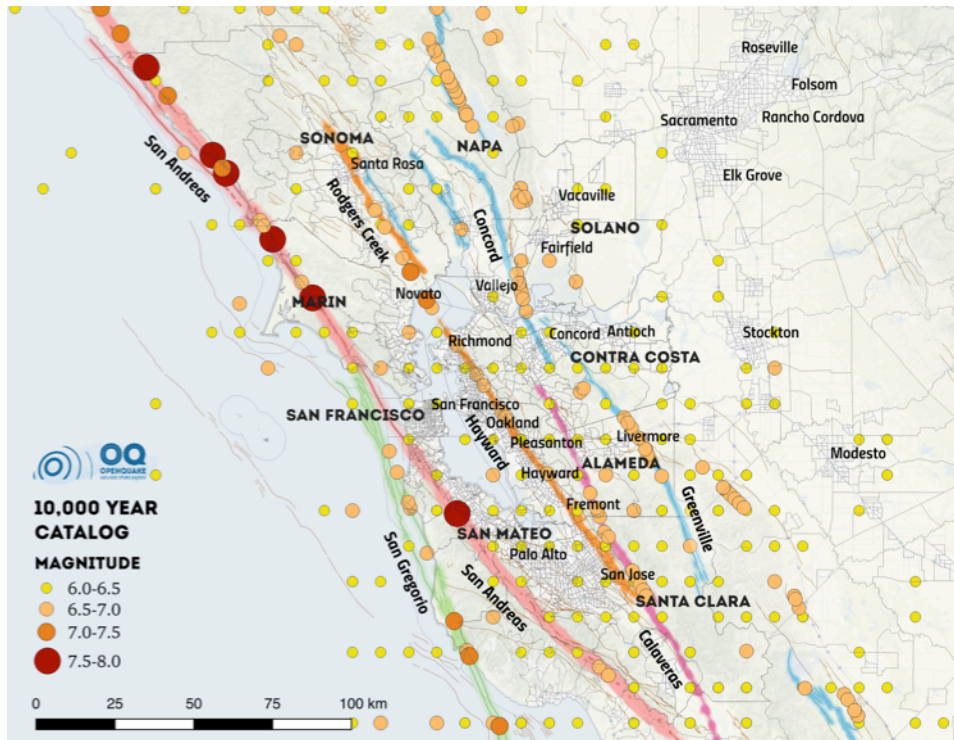 Roseville
Folsom
Sacramento
Rancho Cordova
SONOMA
NAPA
San Andreas
Santa Rosa
Elk Grove
Rodgers Creek
Concord
Vacaville
SOLANO
Fairfield
Novato
Vallejo
MARIN
Richmond
Concord
Antioch
Stockton
CONTRA COSTA
SAN FRANCISCO
San Francisco
Oakland
Hayward
Pleasanton
Livermore
Modesto
OQ
OPENQUAKE
Hayward
ALAMEDA
10,000 YEAR
CATALOG
Fremont
Greenville
SAN MATEO
MAGNITUDE
Palo Alto
San Gregorio
San Andreas
San Jose
6.0-6.5
6.5-7.0
SANTA CLARA
7.0-7.5
Calaveras
7.5-8.0
0 25 50 75 100 km